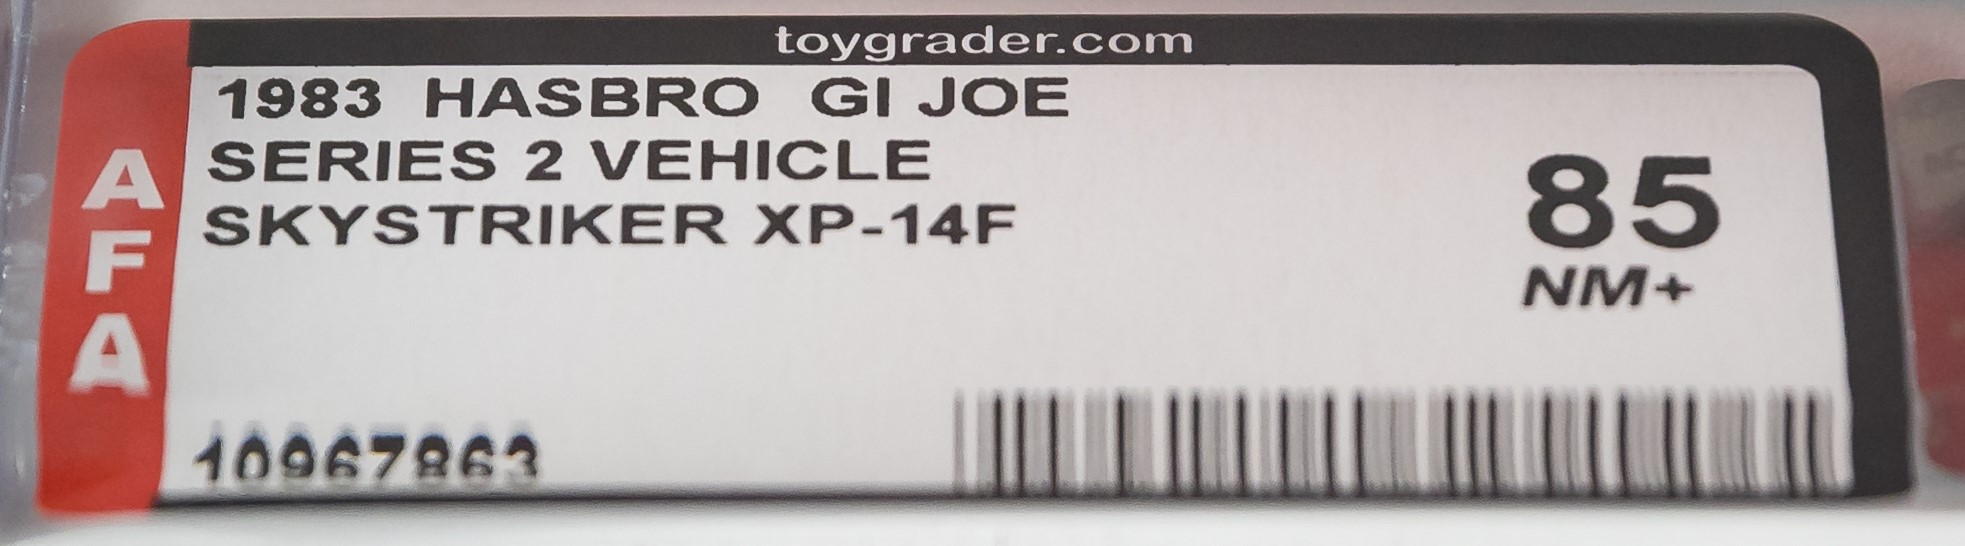 toygrader.com
AFA
1983 HASBRO GI JOE
SERIES 2 VEHICLE
SKYSTRIKER XP-14F
85
NM+
10967863